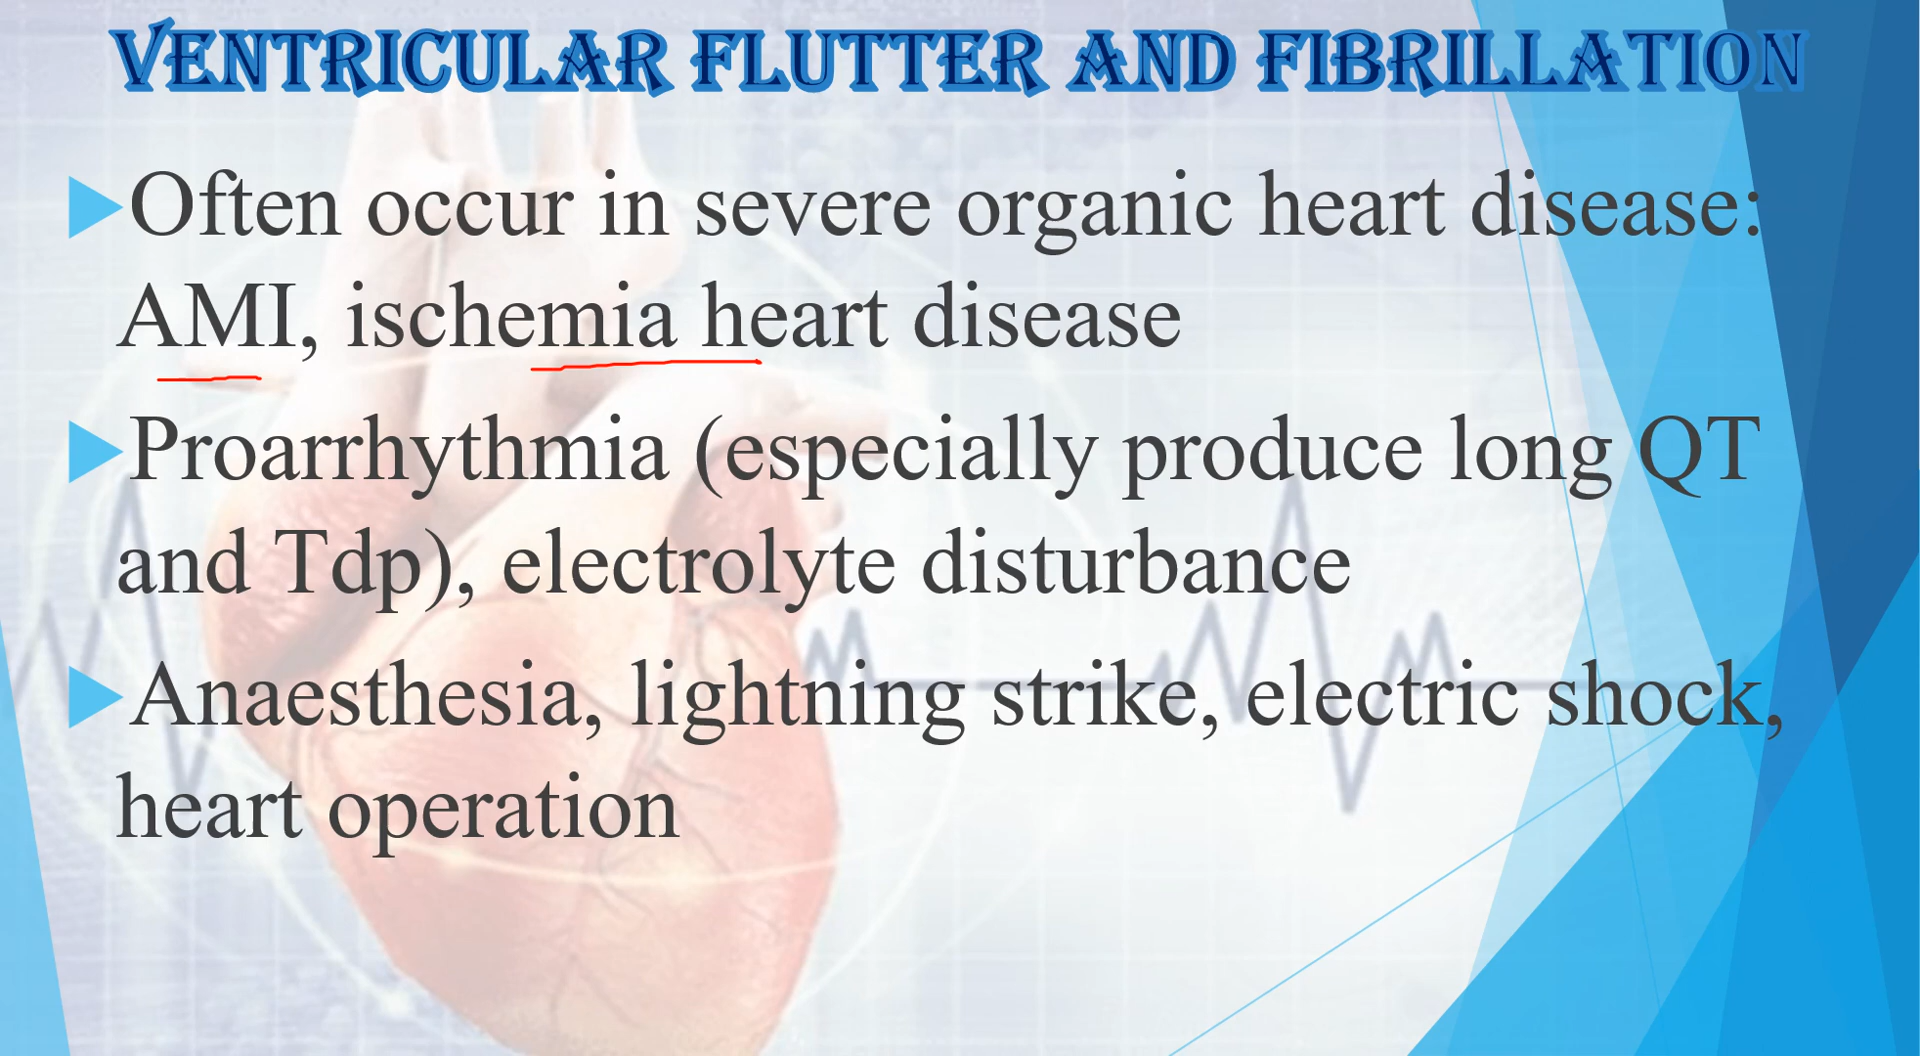 VENTRICULAR FLUTTER AND FIBRILLATION
Often occur in severe organic heart disease:
AMI, ischemia heart disease
Proarrhythmia (especially produce long QT
and Tdp), electrolyte disturbance
Anaesthesia, lightning strike, electric shock,
heart operation